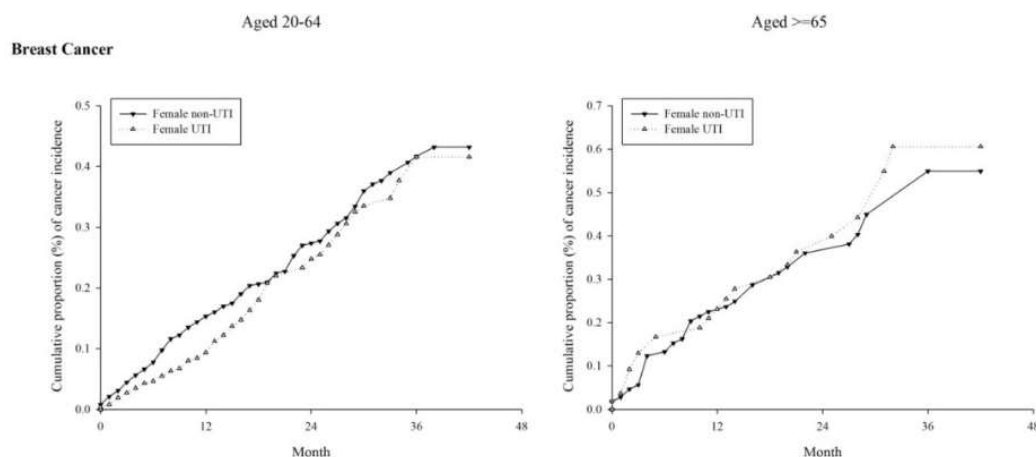 Aged 20-64
Aged >=65
Breast Cancer
Cumulative proportion (%) of cancer incidence
0.5
0.4
0.3
0.2
0.1
0.0
Female non-UTI
Female UTI
0
12
24
36
48
Month
Cumulative proportion (%) of cancer incidence
0.7
0.6
0.5
0.4
0.3
0.2
0.1
0.0
Female non-UTI
Female UTI
0
12
24
36
48
Month